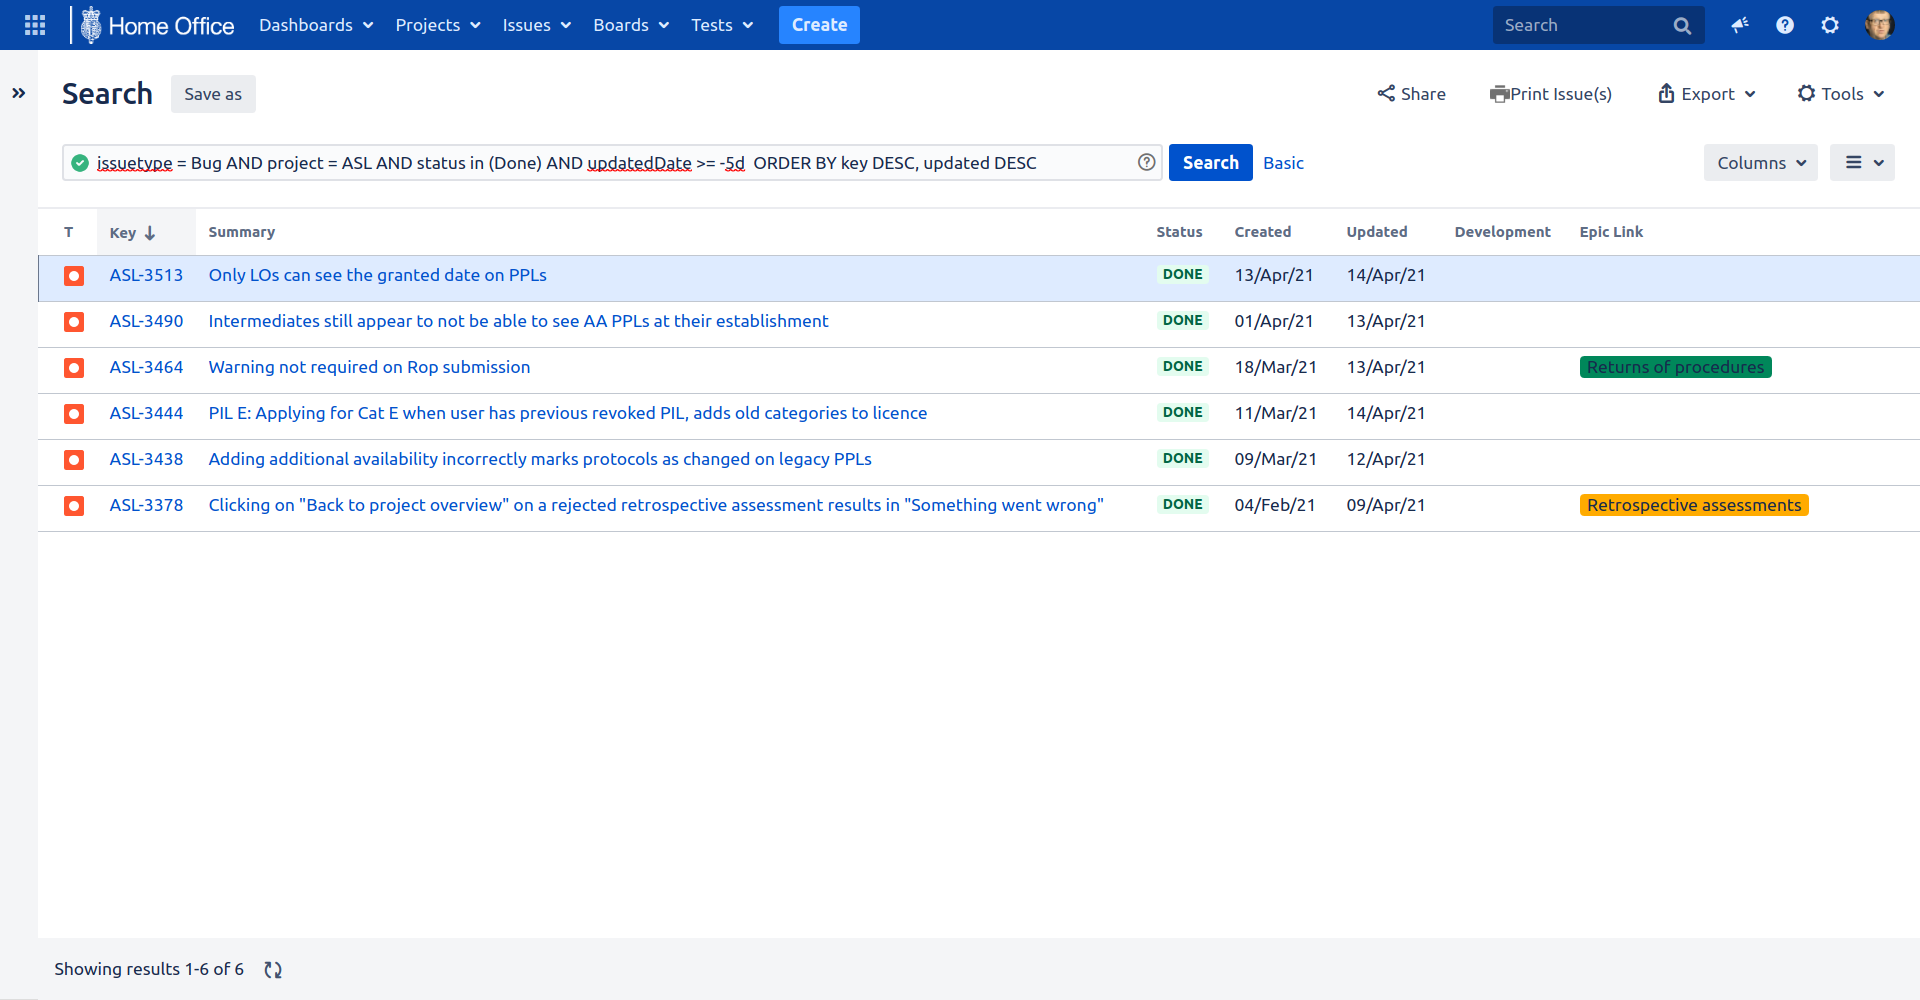 Home Office Dashboards Projects Issues Boards Tests Create Search
Search Save as Share Print Issue(s) Export Tools
issuetype = Bug AND project = ASL AND status in (Done) AND updatedDate >= -5d ORDER BY key DESC, updated DESC Search Basic Columns
T Key Summary Status Created Updated Development Epic Link
ASL-3513 Only LOs can see the granted date on PPLs DONE 13/Apr/21 14/Apr/21
ASL-3490 Intermediates still appear to not be able to see AA PPLs at their establishment DONE 01/Apr/21 13/Apr/21
ASL-3464 Warning not required on Rop submission DONE 18/Mar/21 13/Apr/21 Returns of procedures
ASL-3444 PIL E: Applying for Cat E when user has previous revoked PIL, adds old categories to licence DONE 11/Mar/21 14/Apr/21
ASL-3438 Adding additional availability incorrectly marks protocols as changed on legacy PPLs DONE 09/Mar/21 12/Apr/21
ASL-3378 Clicking on "Back to project overview" on a rejected retrospective assessment results in "Something went wrong" DONE 04/Feb/21 09/Apr/21 Retrospective assessments
Showing results 1-6 of 6